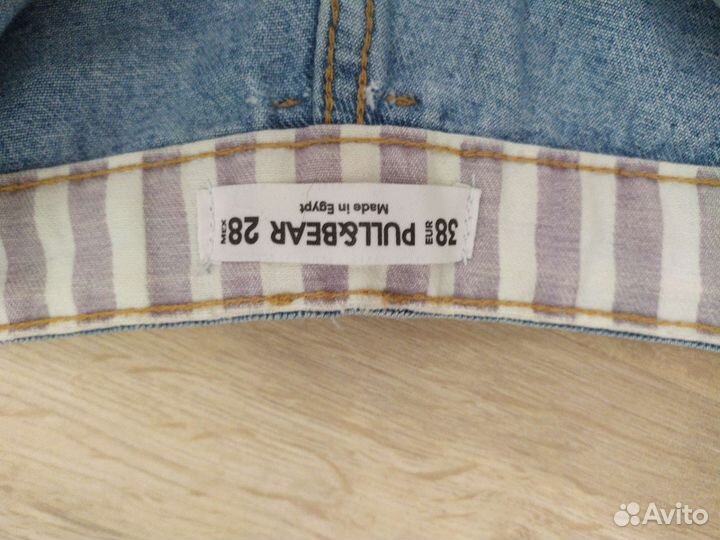 MEX 28 PULL&BEAR EUR 38
Made in Egypt
Avito